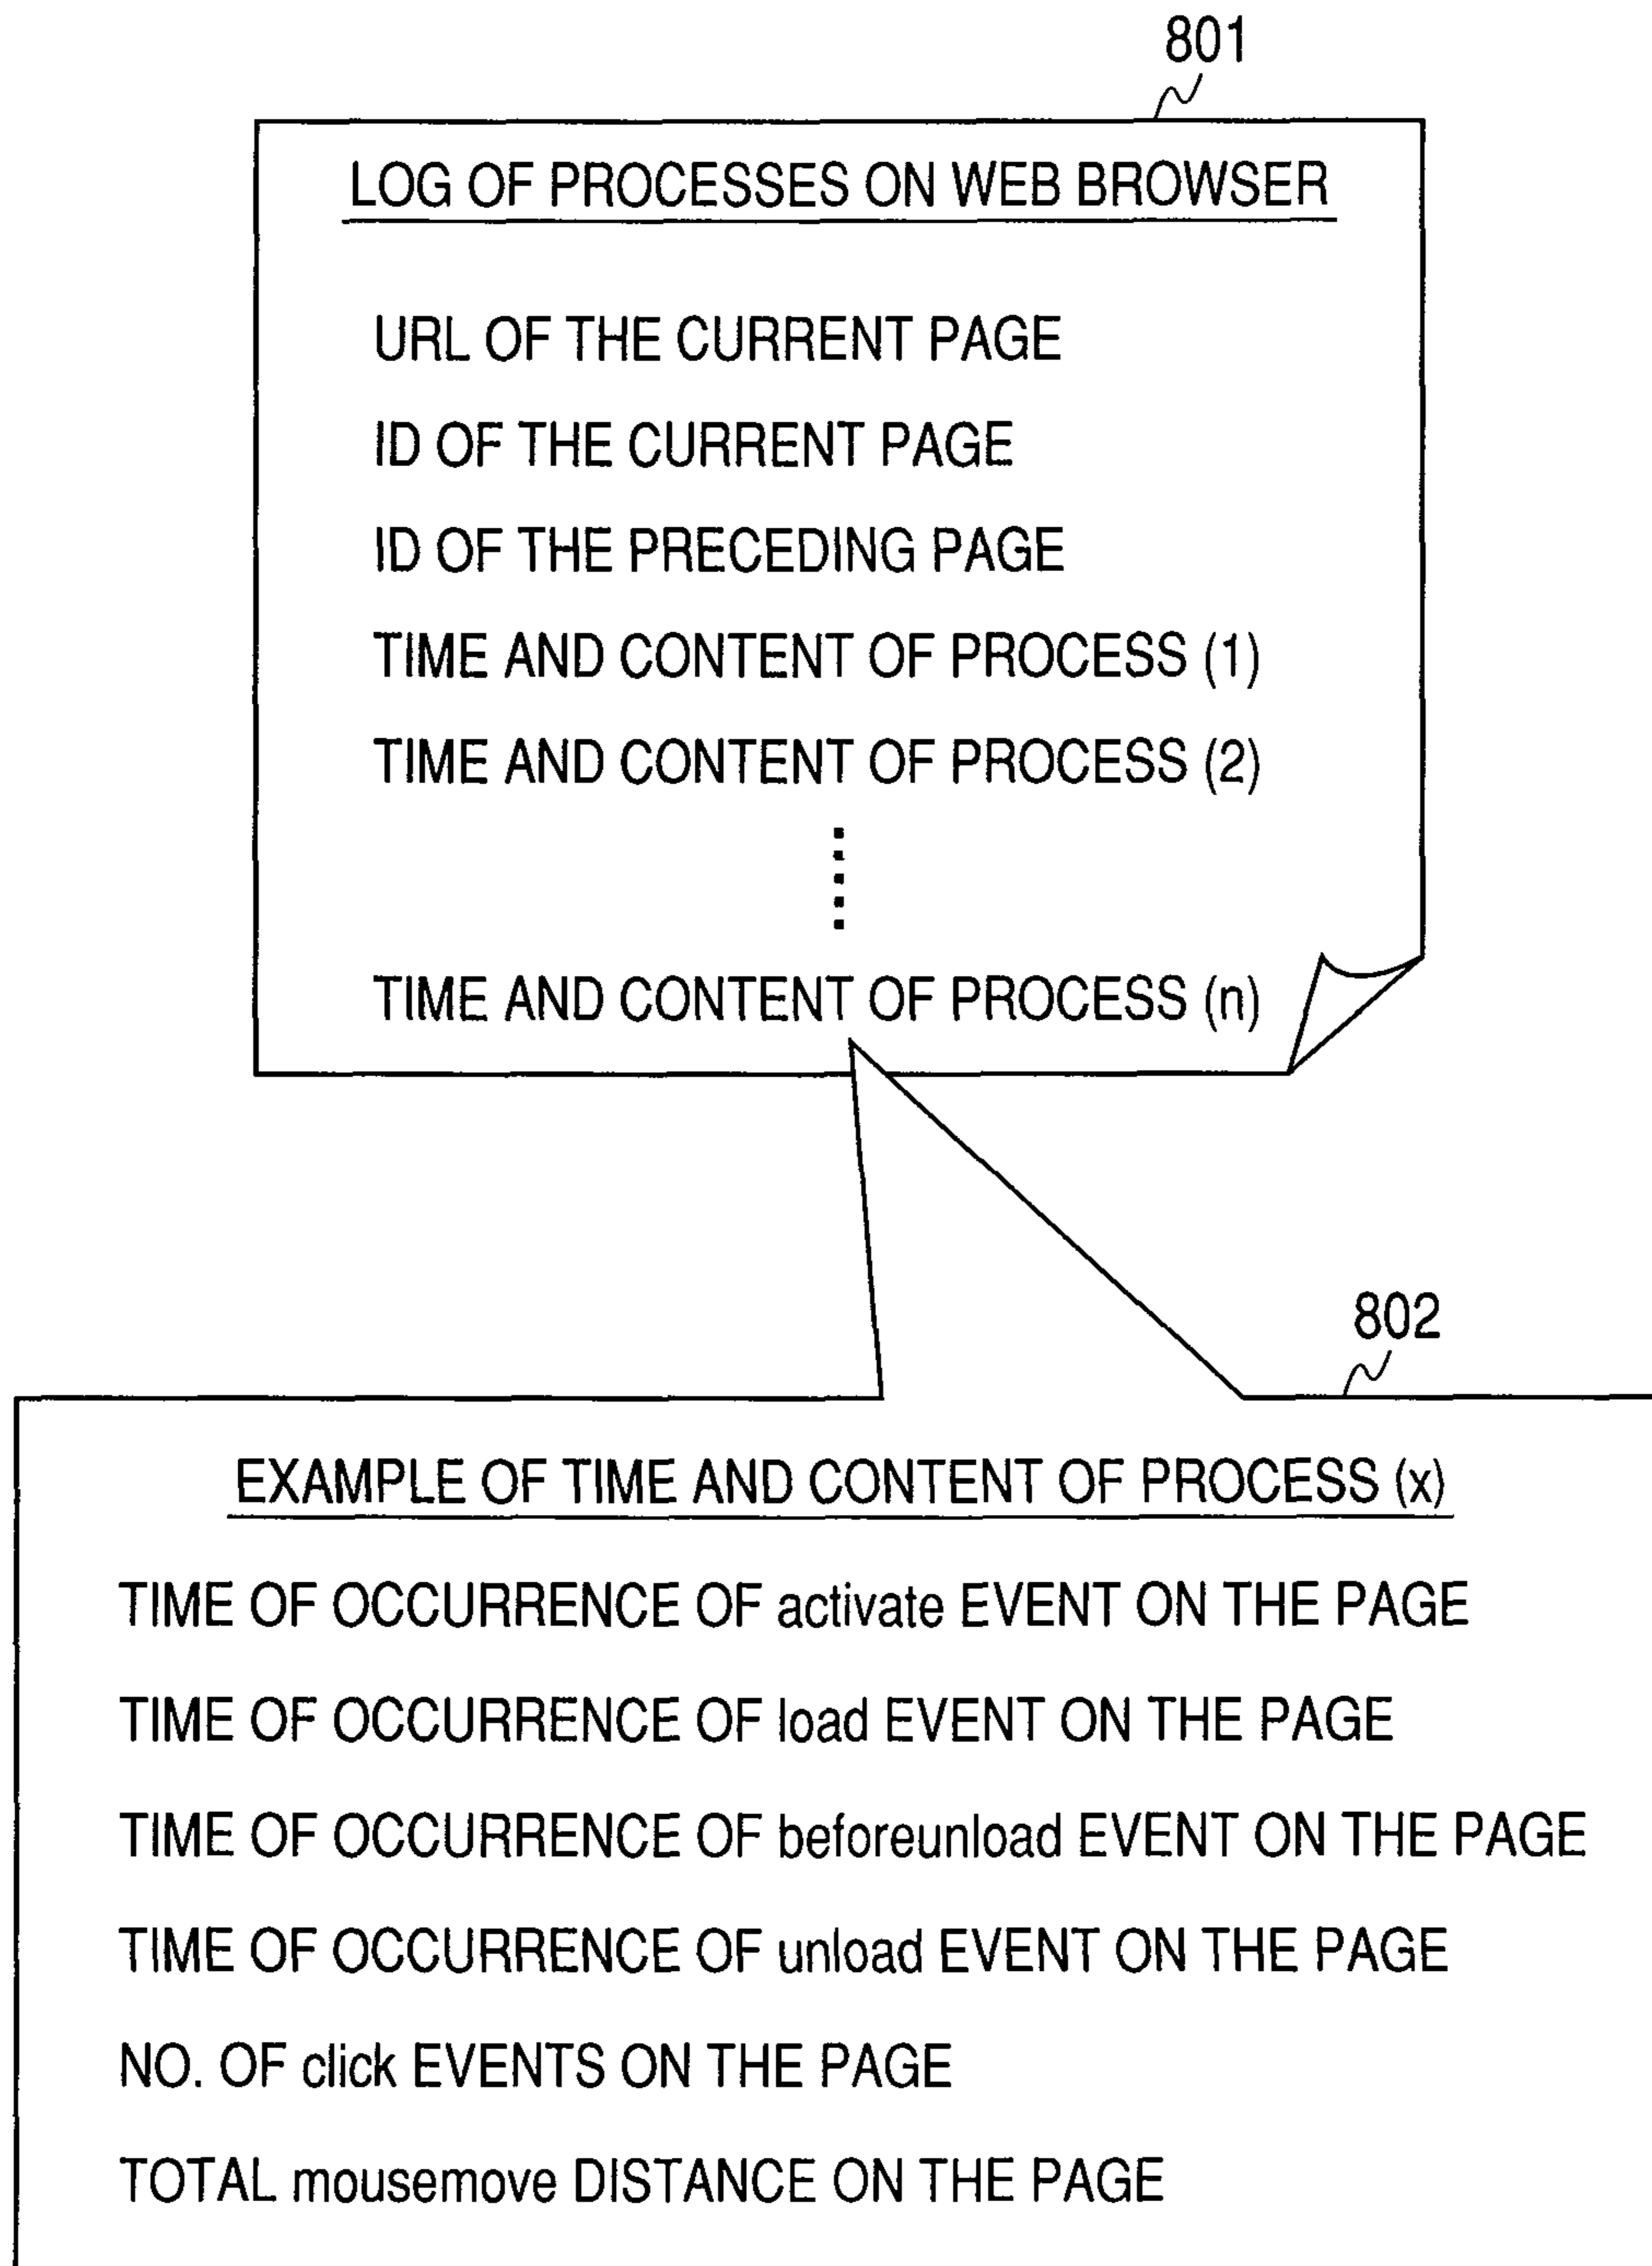 801
LOG OF PROCESSES ON WEB BROWSER
URL OF THE CURRENT PAGE
ID OF THE CURRENT PAGE
ID OF THE PRECEDING PAGE
TIME AND CONTENT OF PROCESS (1)
TIME AND CONTENT OF PROCESS (2)
TIME AND CONTENT OF PROCESS (n)
802
EXAMPLE OF TIME AND CONTENT OF PROCESS (x)
TIME OF OCCURRENCE OF activate EVENT ON THE PAGE
TIME OF OCCURRENCE OF load EVENT ON THE PAGE
TIME OF OCCURRENCE OF beforeunload EVENT ON THE PAGE
TIME OF OCCURRENCE OF unload EVENT ON THE PAGE
NO. OF click EVENTS ON THE PAGE
TOTAL mousemove DISTANCE ON THE PAGE